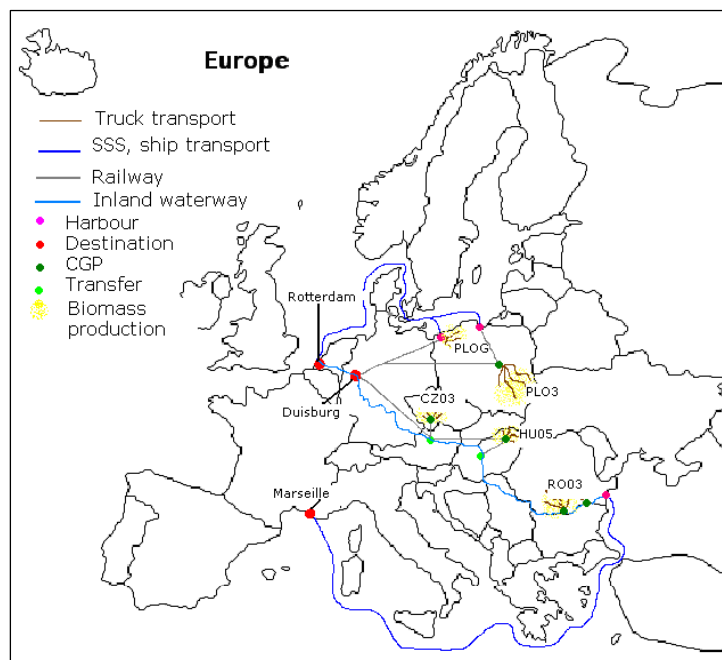 Europe
Truck transport
SSS, ship transport
Railway
Inland waterway
Harbour
Destination
CGP
Transfer
Biomass
production
Rotterdam
PLOG
PLO3
Duisburg
CZ03
HU05
RO03
Marseille